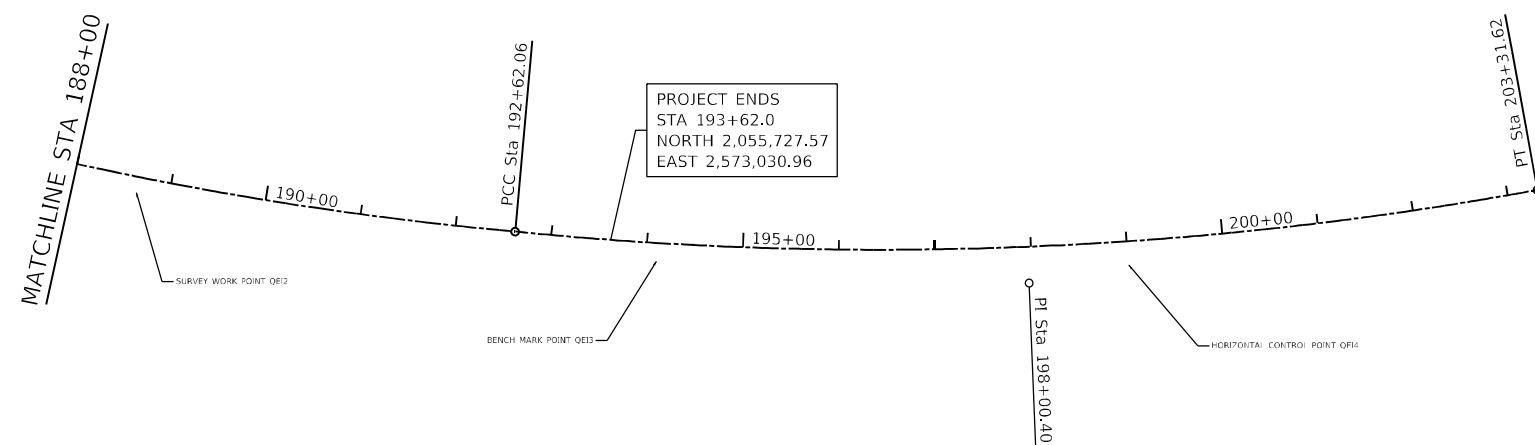 MATCHLINE STA 188+00
190+00
PCC Sta 192+62.06
PROJECT ENDS
STA 193+62.0
NORTH 2,055,727.57
EAST 2,573,030.96
195+00
200+00
PT Sta 203+31.62
SURVEY WORK POINT QEI2
BENCH MARK POINT QEI3
PI Sta 198+00.40
HORIZONTAL CONTROL POINT QEI4